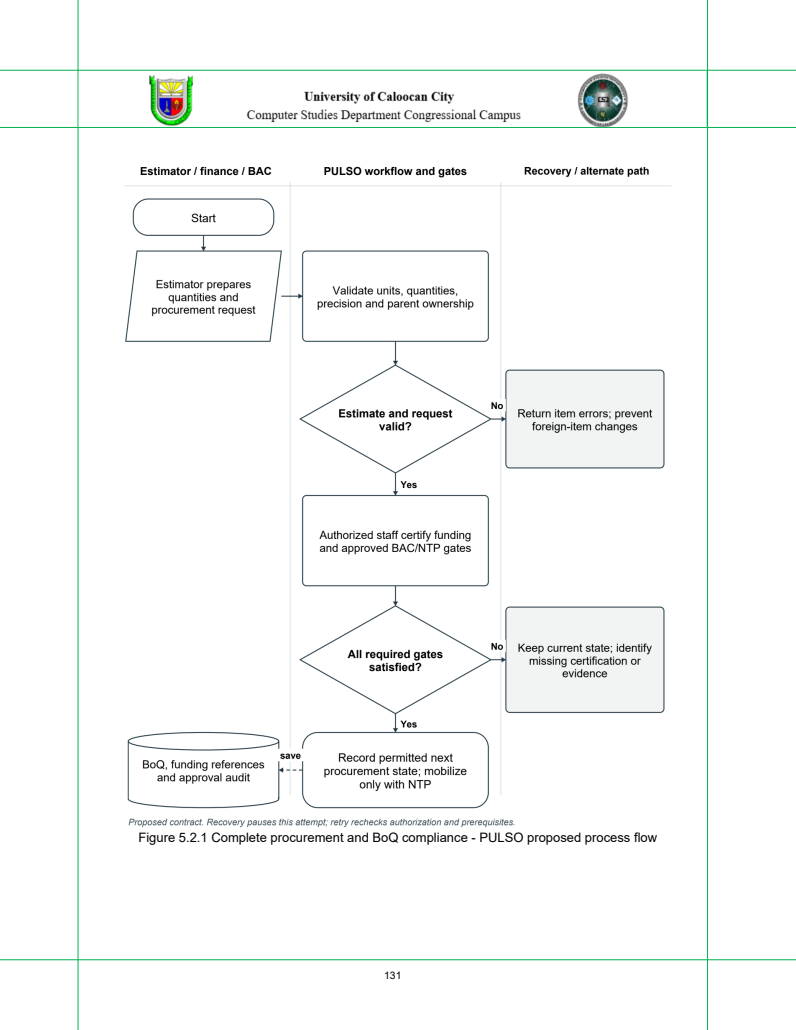 University of Caloocan City
Computer Studies Department Congressional Campus
Estimator / finance / BAC
PULSO workflow and gates
Recovery / alternate path
Start
Estimator prepares
quantities and
procurement request
Validate units, quantities,
precision and parent ownership
Estimate and request
valid?
No
Return item errors; prevent
foreign-item changes
Yes
Authorized staff certify funding
and approved BAC/NTP gates
All required gates
satisfied?
No
Keep current state; identify
missing certification or
evidence
Yes
Record permitted next
procurement state; mobilize
only with NTP
save
BoQ, funding references
and approval audit
Proposed contract. Recovery pauses this attempt; retry rechecks authorization and prerequisites.
Figure 5.2.1 Complete procurement and BoQ compliance - PULSO proposed process flow
131